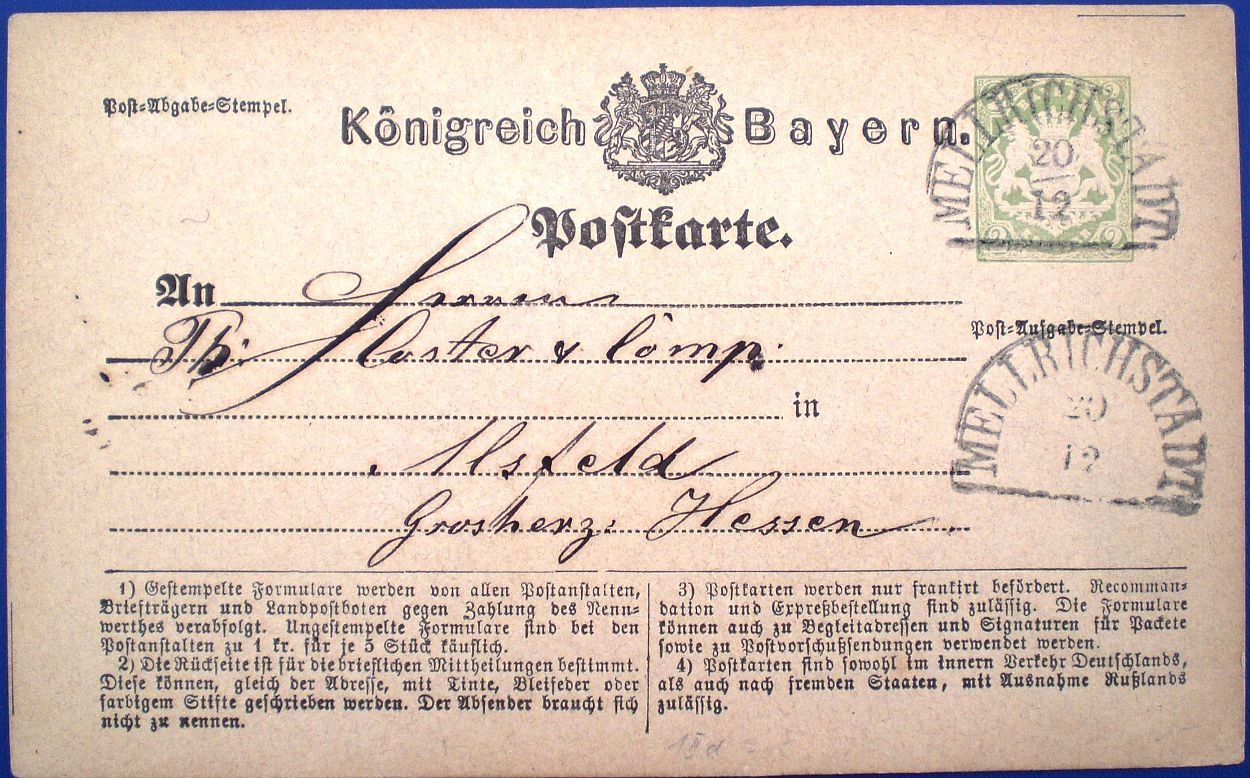 Post-Abgabe-Stempel.
Königreich Bayern.
MELLRICHSTADT
20
12
2 2
Postkarte.
An Herren
Th: Koster & Comp.
Post-Aufgabe-Stempel.
MELLRICHSTADT
20
12
in
Alsfeld
Grosherz: Hessen
1) Gestempelte Formulare werden von allen Postanstalten,
Briefträgern und Landpostboten gegen Zahlung des Nenn-
werthes verabfolgt. Ungestempelte Formulare sind bei den
Postanstalten zu 1 kr. für je 5 Stück käuflich.
2) Die Rückseite ist für die brieflichen Mittheilungen bestimmt.
Diese können, gleich der Adresse, mit Tinte, Bleifeder oder
farbigem Stifte geschrieben werden. Der Absender braucht sich
nicht zu nennen.
3) Postkarten werden nur frankirt befördert. Recomman-
dation und Expreßbestellung sind zulässig. Die Formulare
können auch zu Begleitadressen und Signaturen für Packete
sowie zu Postvorschußsendungen verwendet werden.
4) Postkarten sind sowohl im innern Verkehr Deutschlands,
als auch nach fremden Staaten, mit Ausnahme Rußlands
zulässig.